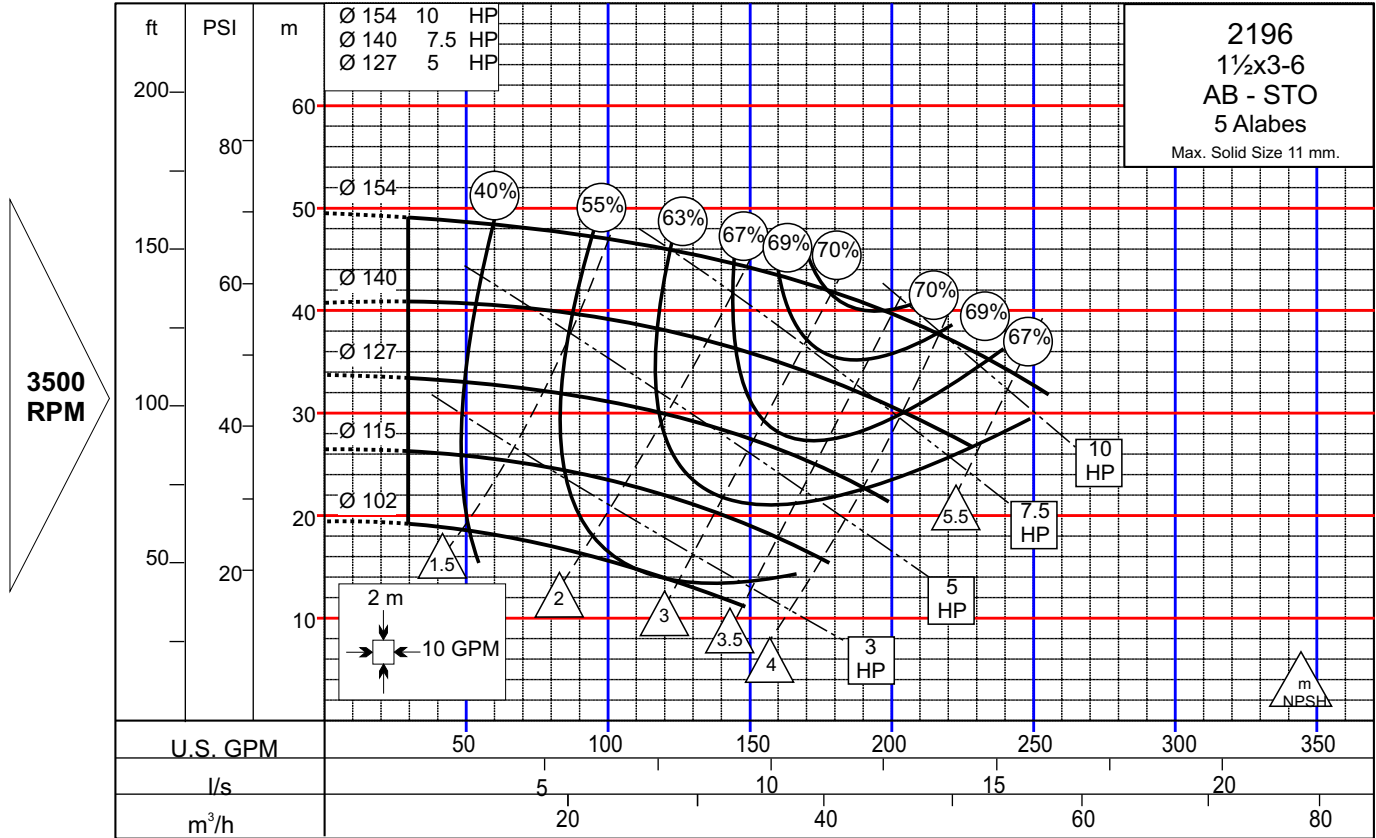 ft PSI m
Ø 154 10 HP
Ø 140 7.5 HP
Ø 127 5 HP
2196
1½x3-6
AB - STO
5 Alabes
Max. Solid Size 11 mm.
200
60
80
Ø 154
40%
55%
63%
67%
69%
70%
50
150
60
Ø 140
40
70%
69%
67%
3500
RPM
Ø 127
100
40
30
Ø 115
10
HP
Ø 102
20
5.5
7.5
HP
50
20
1.5
2
3
3.5
4
5
HP
3
HP
10
2 m
10 GPM
m
NPSH
U.S. GPM 50 100 150 200 250 300 350
l/s 5 10 15 20
m³/h 20 40 60 80